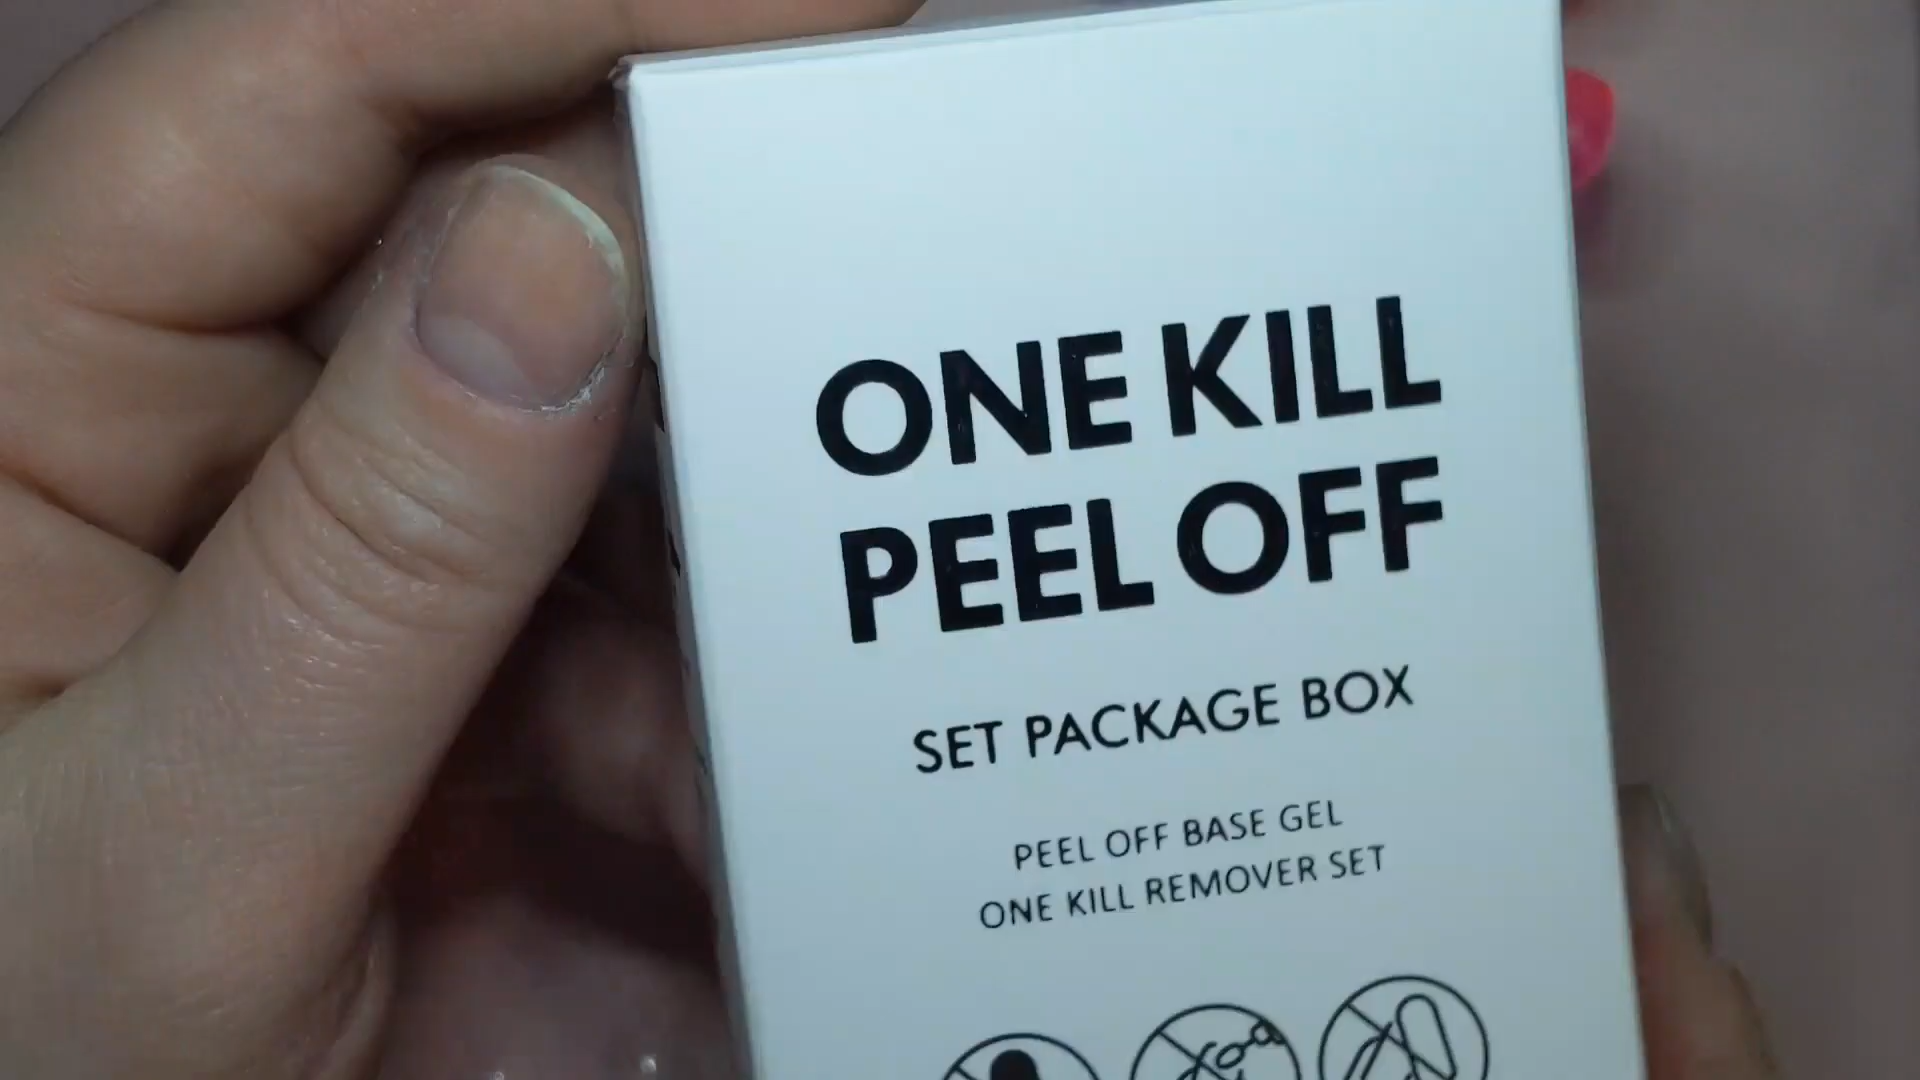 ONE KILL
PEEL OFF
SET PACKAGE BOX
PEEL OFF BASE GEL
ONE KILL REMOVER SET